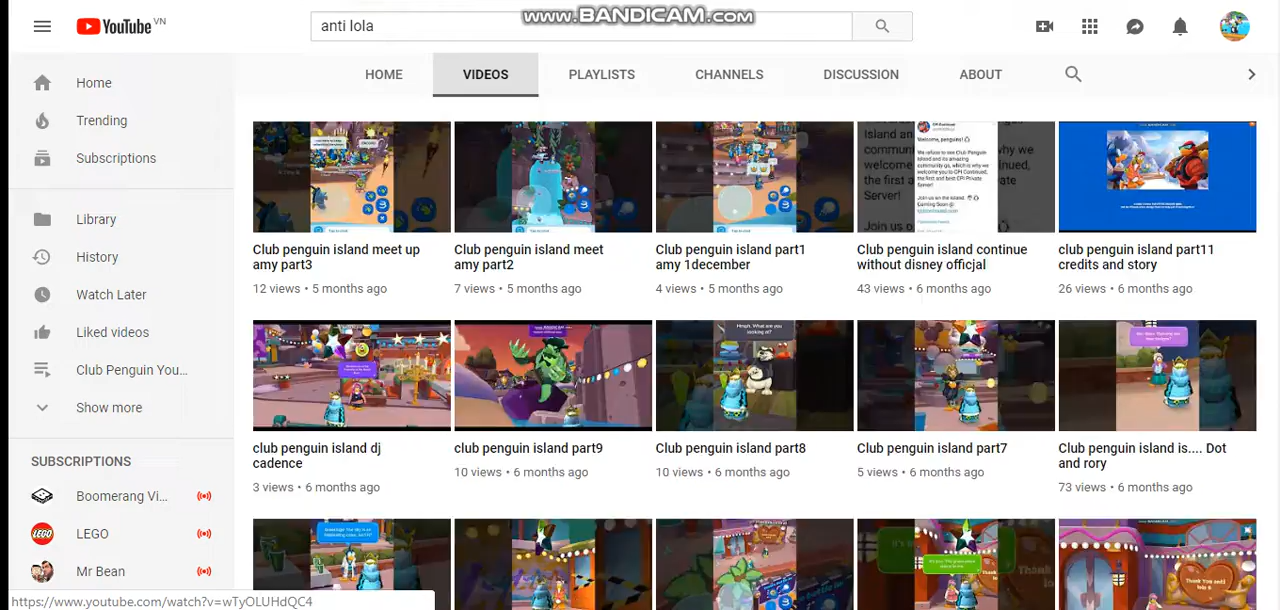 www.BANDICAM.com
YouTube VN
anti lola
HOME
VIDEOS
PLAYLISTS
CHANNELS
DISCUSSION
ABOUT
Home
Trending
Subscriptions
Library
History
Watch Later
Liked videos
Club Penguin You...
Show more
SUBSCRIPTIONS
Boomerang Vi...
LEGO
Mr Bean
Club penguin island meet up
amy part3
12 views • 5 months ago
Club penguin island meet
amy part2
7 views • 5 months ago
Club penguin island part1
amy 1december
4 views • 5 months ago
Club penguin island continue
without disney officjal
43 views • 6 months ago
club penguin island part11
credits and story
26 views • 6 months ago
club penguin island dj
cadence
3 views • 6 months ago
club penguin island part9
10 views • 6 months ago
Club penguin island part8
10 views • 6 months ago
Club penguin island part7
5 views • 6 months ago
Club penguin island is.... Dot
and rory
73 views • 6 months ago
https://www.youtube.com/watch?v=wTyOLUHdQC4